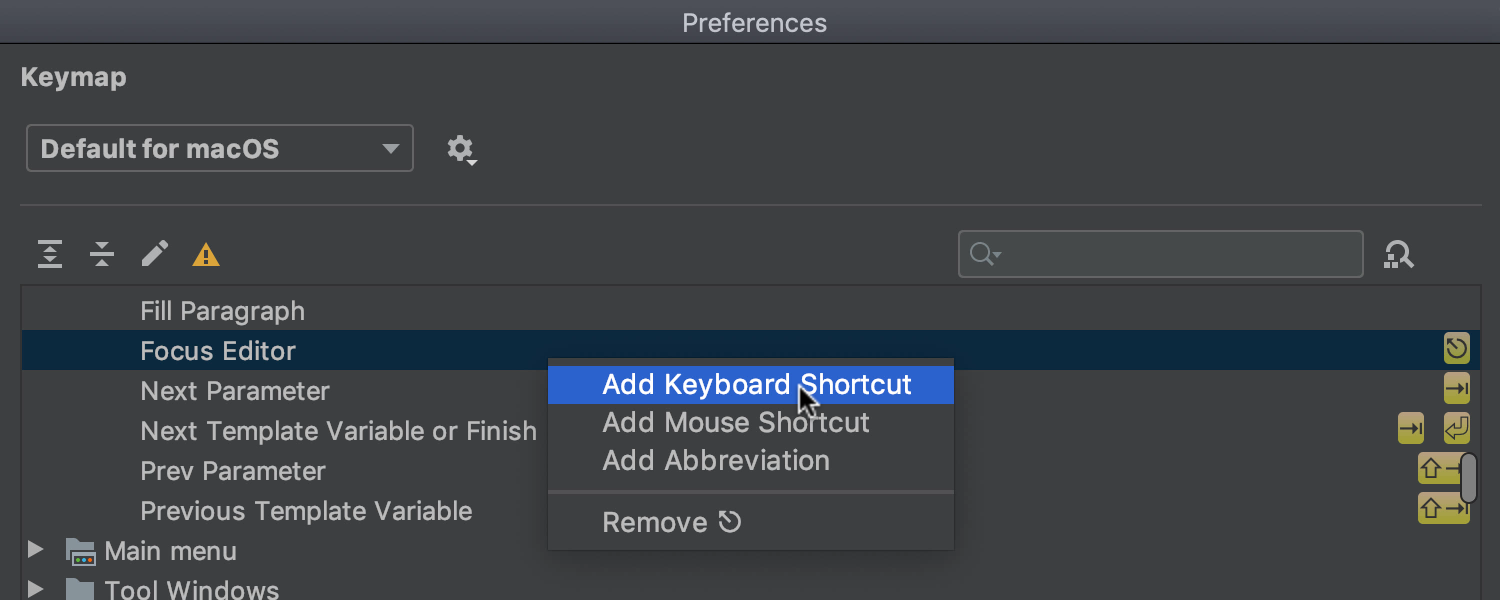 Preferences
Keymap
Default for macOS
Fill Paragraph
Focus Editor
Add Keyboard Shortcut
Next Parameter
Add Mouse Shortcut
Next Template Variable or Finish
Add Abbreviation
Prev Parameter
Previous Template Variable
Remove
Main menu
Tool Windows